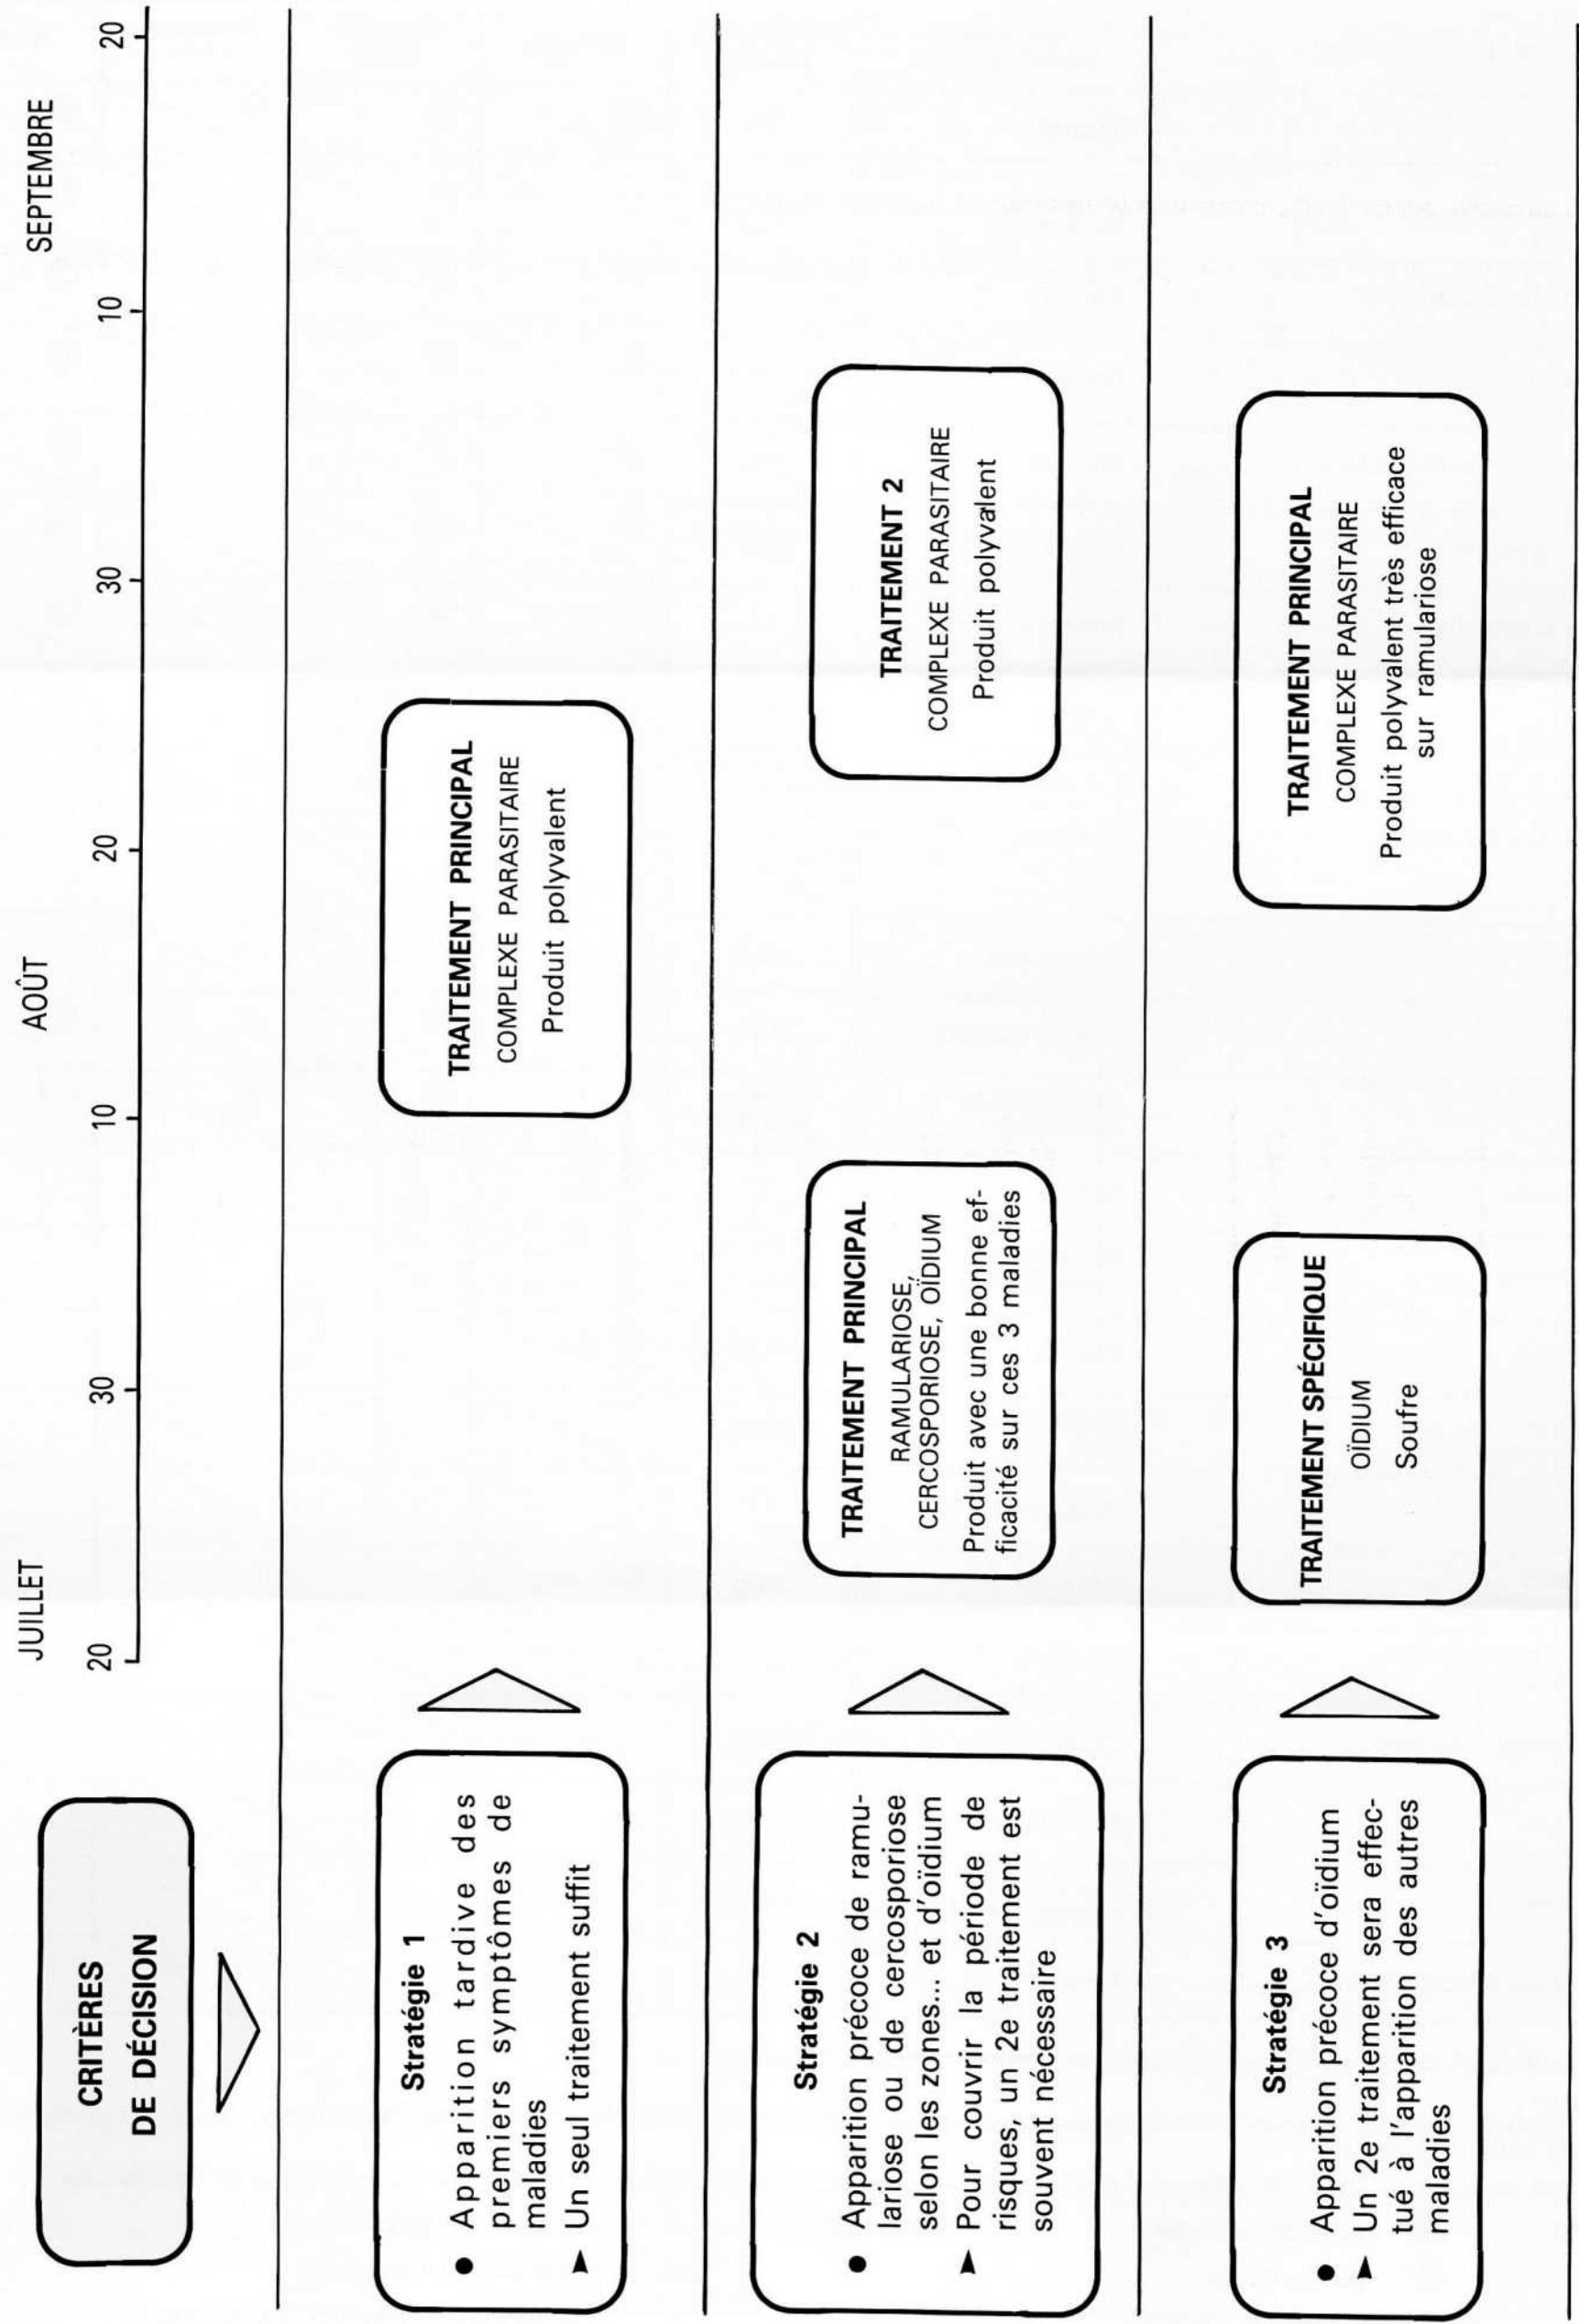 CRITÈRES
DE DÉCISION
JUILLET
AOÛT
SEPTEMBRE
20
30
10
20
30
10
20
Stratégie 1
● Apparition tardive des
premiers symptômes de
maladies
➤ Un seul traitement suffit
TRAITEMENT PRINCIPAL
COMPLEXE PARASITAIRE
Produit polyvalent
Stratégie 2
● Apparition précoce de ramu-
lariose ou de cercosporiose
selon les zones... et d'oïdium
➤ Pour couvrir la période de
risques, un 2e traitement est
souvent nécessaire
TRAITEMENT PRINCIPAL
RAMULARIOSE,
CERCOSPORIOSE, OÏDIUM
Produit avec une bonne ef-
ficacité sur ces 3 maladies
TRAITEMENT 2
COMPLEXE PARASITAIRE
Produit polyvalent
Stratégie 3
● Apparition précoce d'oïdium
➤ Un 2e traitement sera effec-
tué à l'apparition des autres
maladies
TRAITEMENT SPÉCIFIQUE
OÏDIUM
Soufre
TRAITEMENT PRINCIPAL
COMPLEXE PARASITAIRE
Produit polyvalent très efficace
sur ramulariose